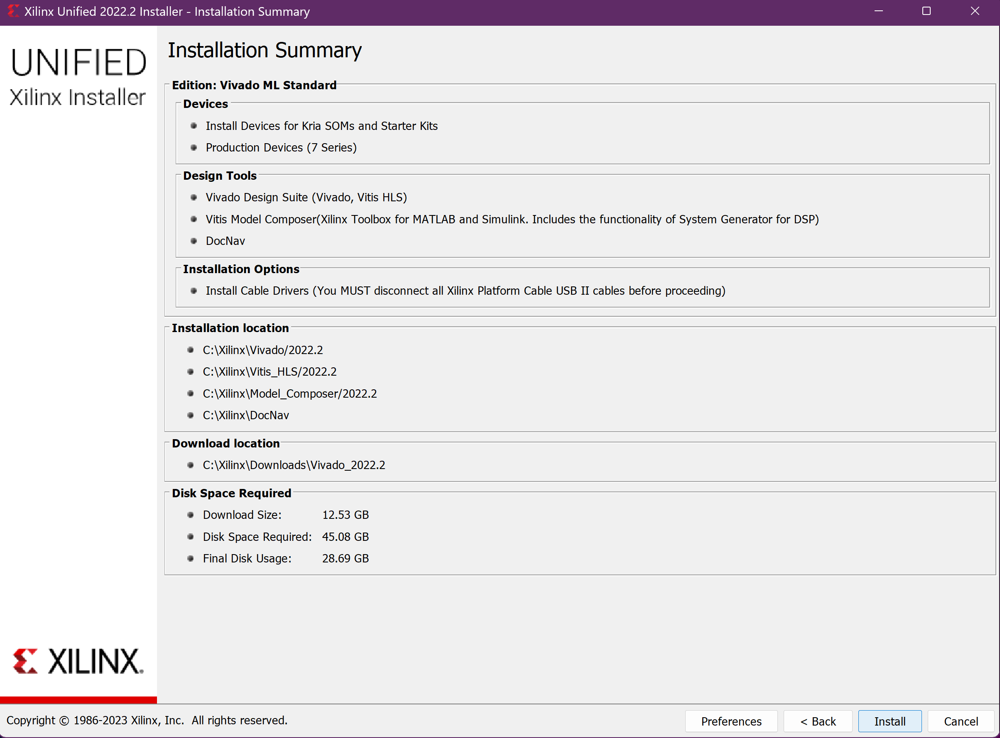 Xilinx Unified 2022.2 Installer - Installation Summary
UNIFIED
Xilinx Installer
Installation Summary
Edition: Vivado ML Standard
Devices
Install Devices for Kria SOMs and Starter Kits
Production Devices (7 Series)
Design Tools
Vivado Design Suite (Vivado, Vitis HLS)
Vitis Model Composer(Xilinx Toolbox for MATLAB and Simulink. Includes the functionality of System Generator for DSP)
DocNav
Installation Options
Install Cable Drivers (You MUST disconnect all Xilinx Platform Cable USB II cables before proceeding)
Installation location
C:\Xilinx\Vivado/2022.2
C:\Xilinx\Vitis_HLS/2022.2
C:\Xilinx\Model_Composer/2022.2
C:\Xilinx\DocNav
Download location
C:\Xilinx\Downloads\Vivado_2022.2
Disk Space Required
Download Size: 12.53 GB
Disk Space Required: 45.08 GB
Final Disk Usage: 28.69 GB
XILINX.
Copyright © 1986-2023 Xilinx, Inc. All rights reserved.
Preferences < Back Install Cancel